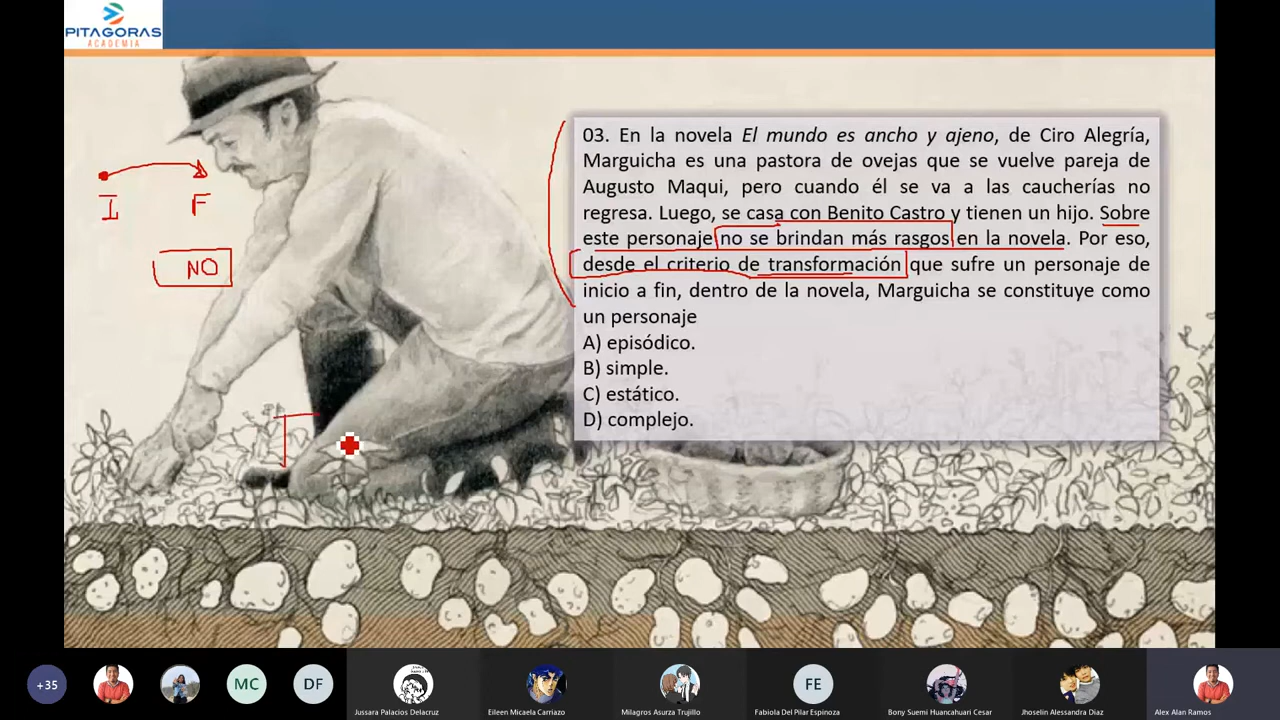 PITAGORAS
ACADEMIA
03. En la novela El mundo es ancho y ajeno, de Ciro Alegría,
Marguicha es una pastora de ovejas que se vuelve pareja de
Augusto Maqui, pero cuando él se va a las caucherías no
regresa. Luego, se casa con Benito Castro y tienen un hijo. Sobre
este personaje no se brindan más rasgos en la novela. Por eso,
desde el criterio de transformación que sufre un personaje de
inicio a fin, dentro de la novela, Marguicha se constituye como
un personaje
A) episódico.
B) simple.
C) estático.
D) complejo.
I F
NO
+35
MC
DF
FE
Jussara Palacios Delacruz
Eileen Micaela Carriazo
Milagros Asurza Trujillo
Fabiola Del Pilar Espinoza
Bony Suemi Huancahuari Cesar
Jhoselin Alessandra Diaz
Alex Alan Ramos